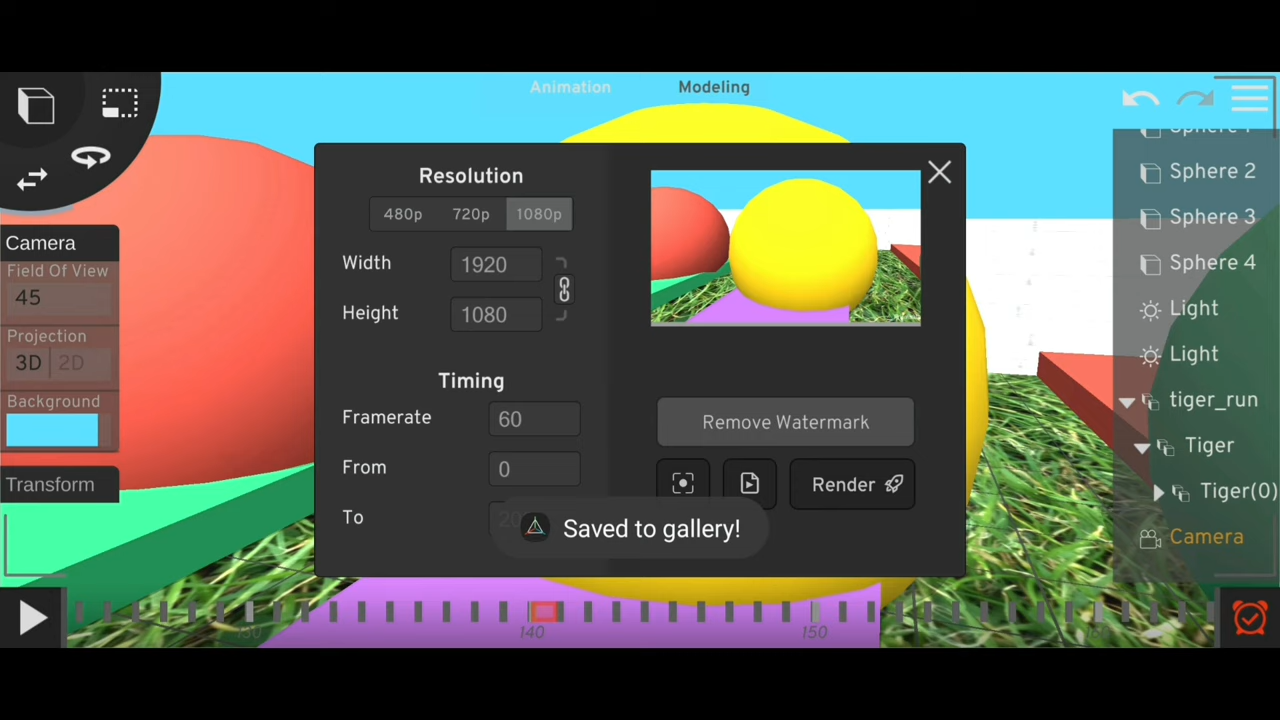 Animation
Modeling
Camera
Field Of View
45
Projection
3D
2D
Background
Transform
Resolution
480p
720p
1080p
Width
1920
Height
1080
Timing
Framerate
60
From
0
To
Remove Watermark
Render
Saved to gallery!
Sphere 2
Sphere 3
Sphere 4
Light
Light
tiger_run
Tiger
Tiger(0)
Camera
130
140
150